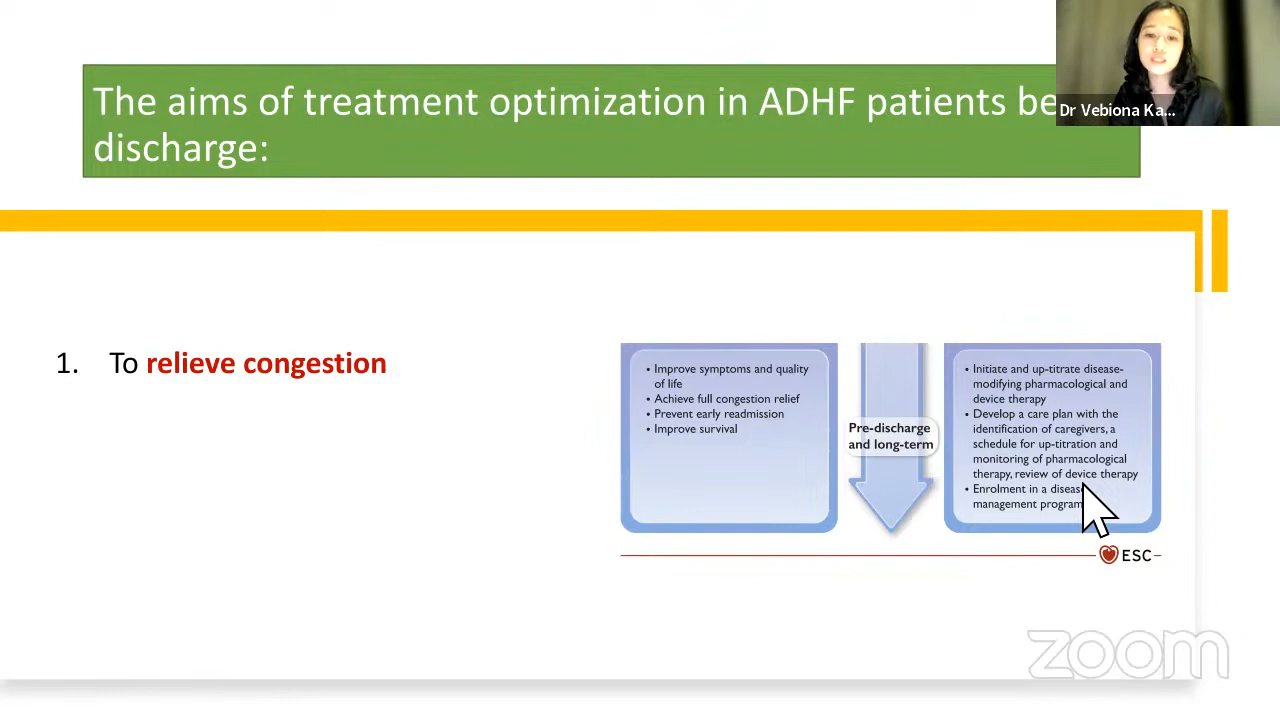 The aims of treatment optimization in ADHF patients be
discharge:
Dr Vebiona Ka...
1. To relieve congestion
• Improve symptoms and quality
of life
• Achieve full congestion relief
• Prevent early readmission
• Improve survival
Pre-discharge
and long-term
• Initiate and up-titrate disease-
modifying pharmacological and
device therapy
• Develop a care plan with the
identification of caregivers, a
schedule for up-titration and
monitoring of pharmacological
therapy, review of device therapy
• Enrolment in a disease
management program
ESC
zoom